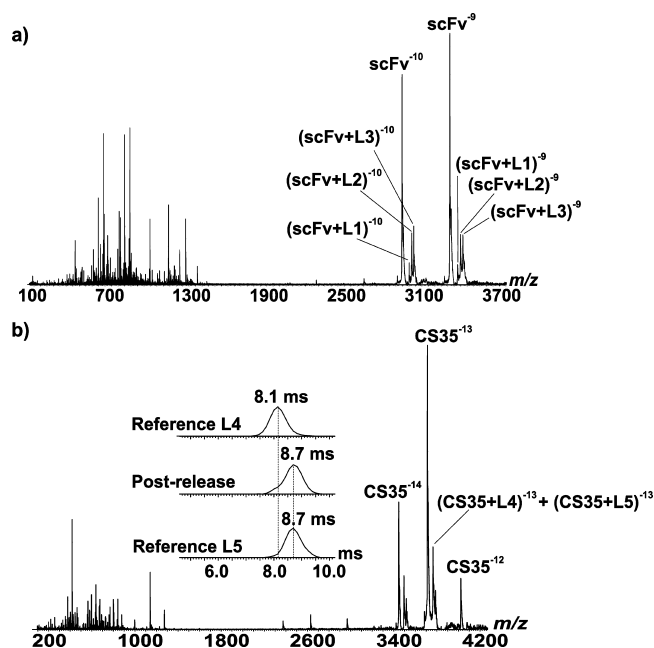 a)
scFv-9
scFv-10
(scFv+L3)-10
(scFv+L2)-10
(scFv+L1)-10
(scFv+L1)-9
(scFv+L2)-9
(scFv+L3)-9
m/z
100 700 1300 1900 2500 3100 3700
b)
CS35-13
8.1 ms
Reference L4
8.7 ms
Post-release
8.7 ms
Reference L5
ms
6.0 8.0 10.0
CS35-14
(CS35+L4)-13 + (CS35+L5)-13
CS35-12
m/z
200 1000 1800 2600 3400 4200